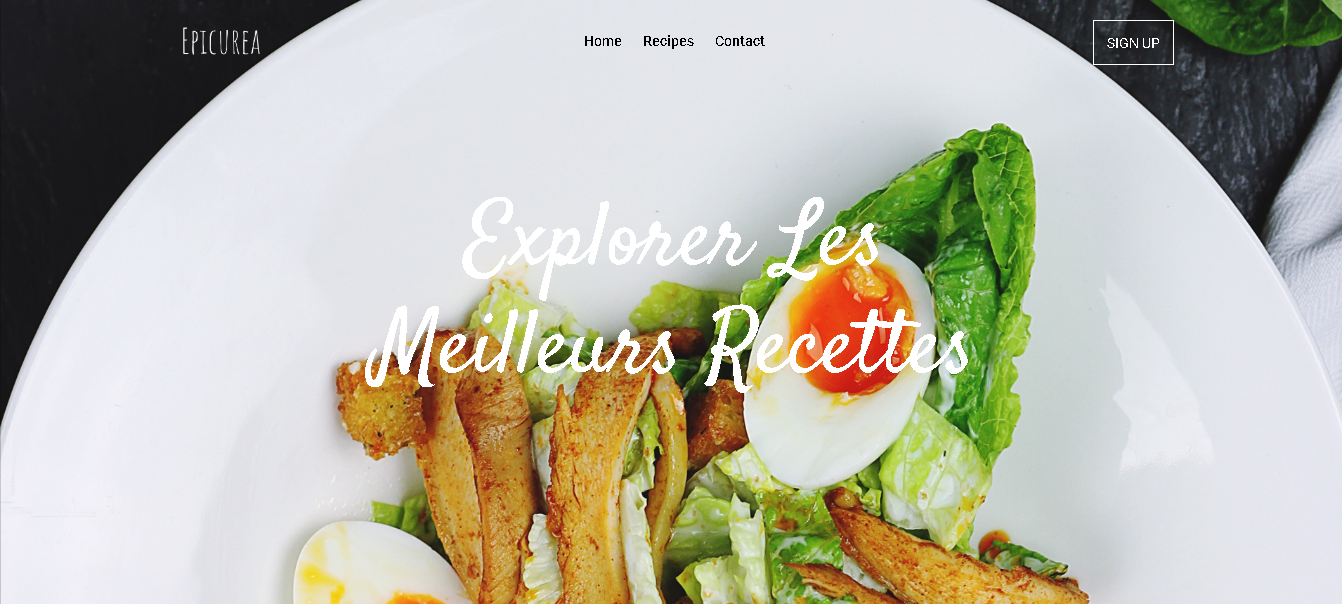 EPICUREA
Home Recipes Contact
SIGN UP
Explorer Les
Meilleurs Recettes